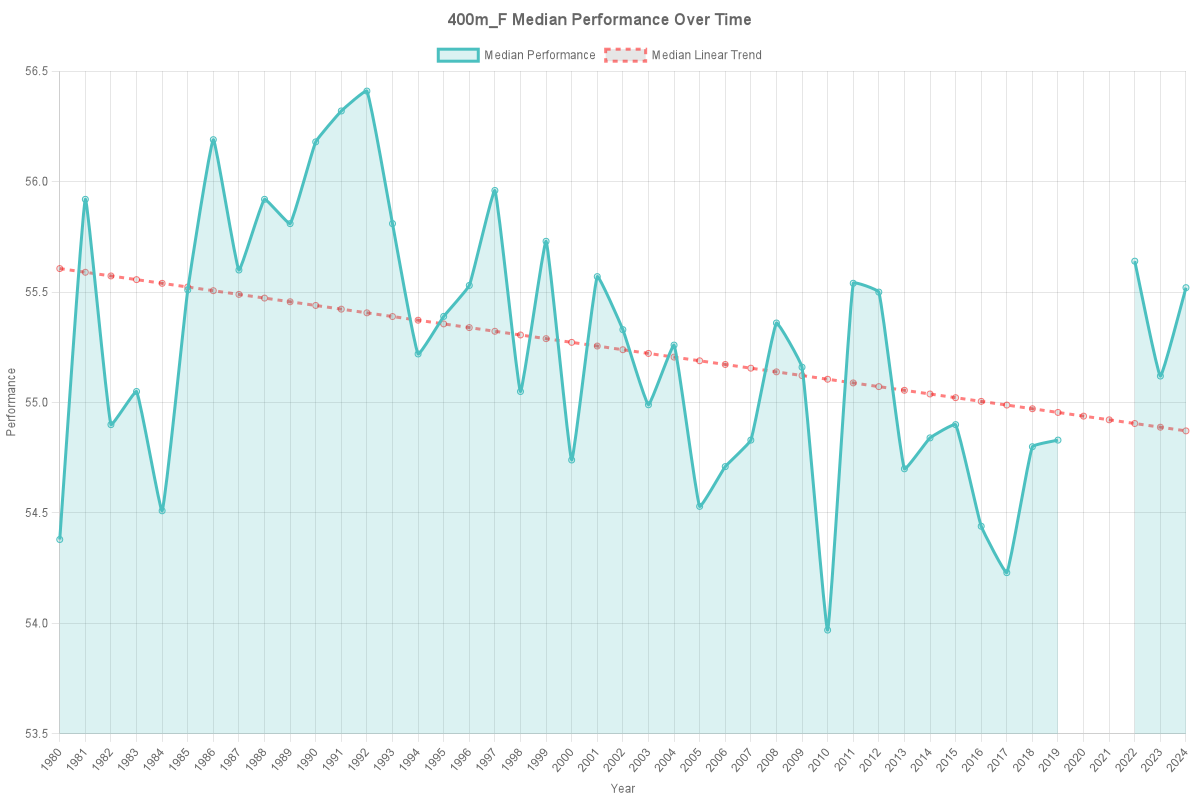 400m_F Median Performance Over Time
Median Performance Median Linear Trend
56.5
56.0
55.5
55.0
54.5
54.0
53.5
Performance
1980 1981 1982 1983 1984 1985 1986 1987 1988 1989 1990 1991 1992 1993 1994 1995 1996 1997 1998 1999 2000 2001 2002 2003 2004 2005 2006 2007 2008 2009 2010 2011 2012 2013 2014 2015 2016 2017 2018 2019 2020 2021 2022 2023 2024
Year